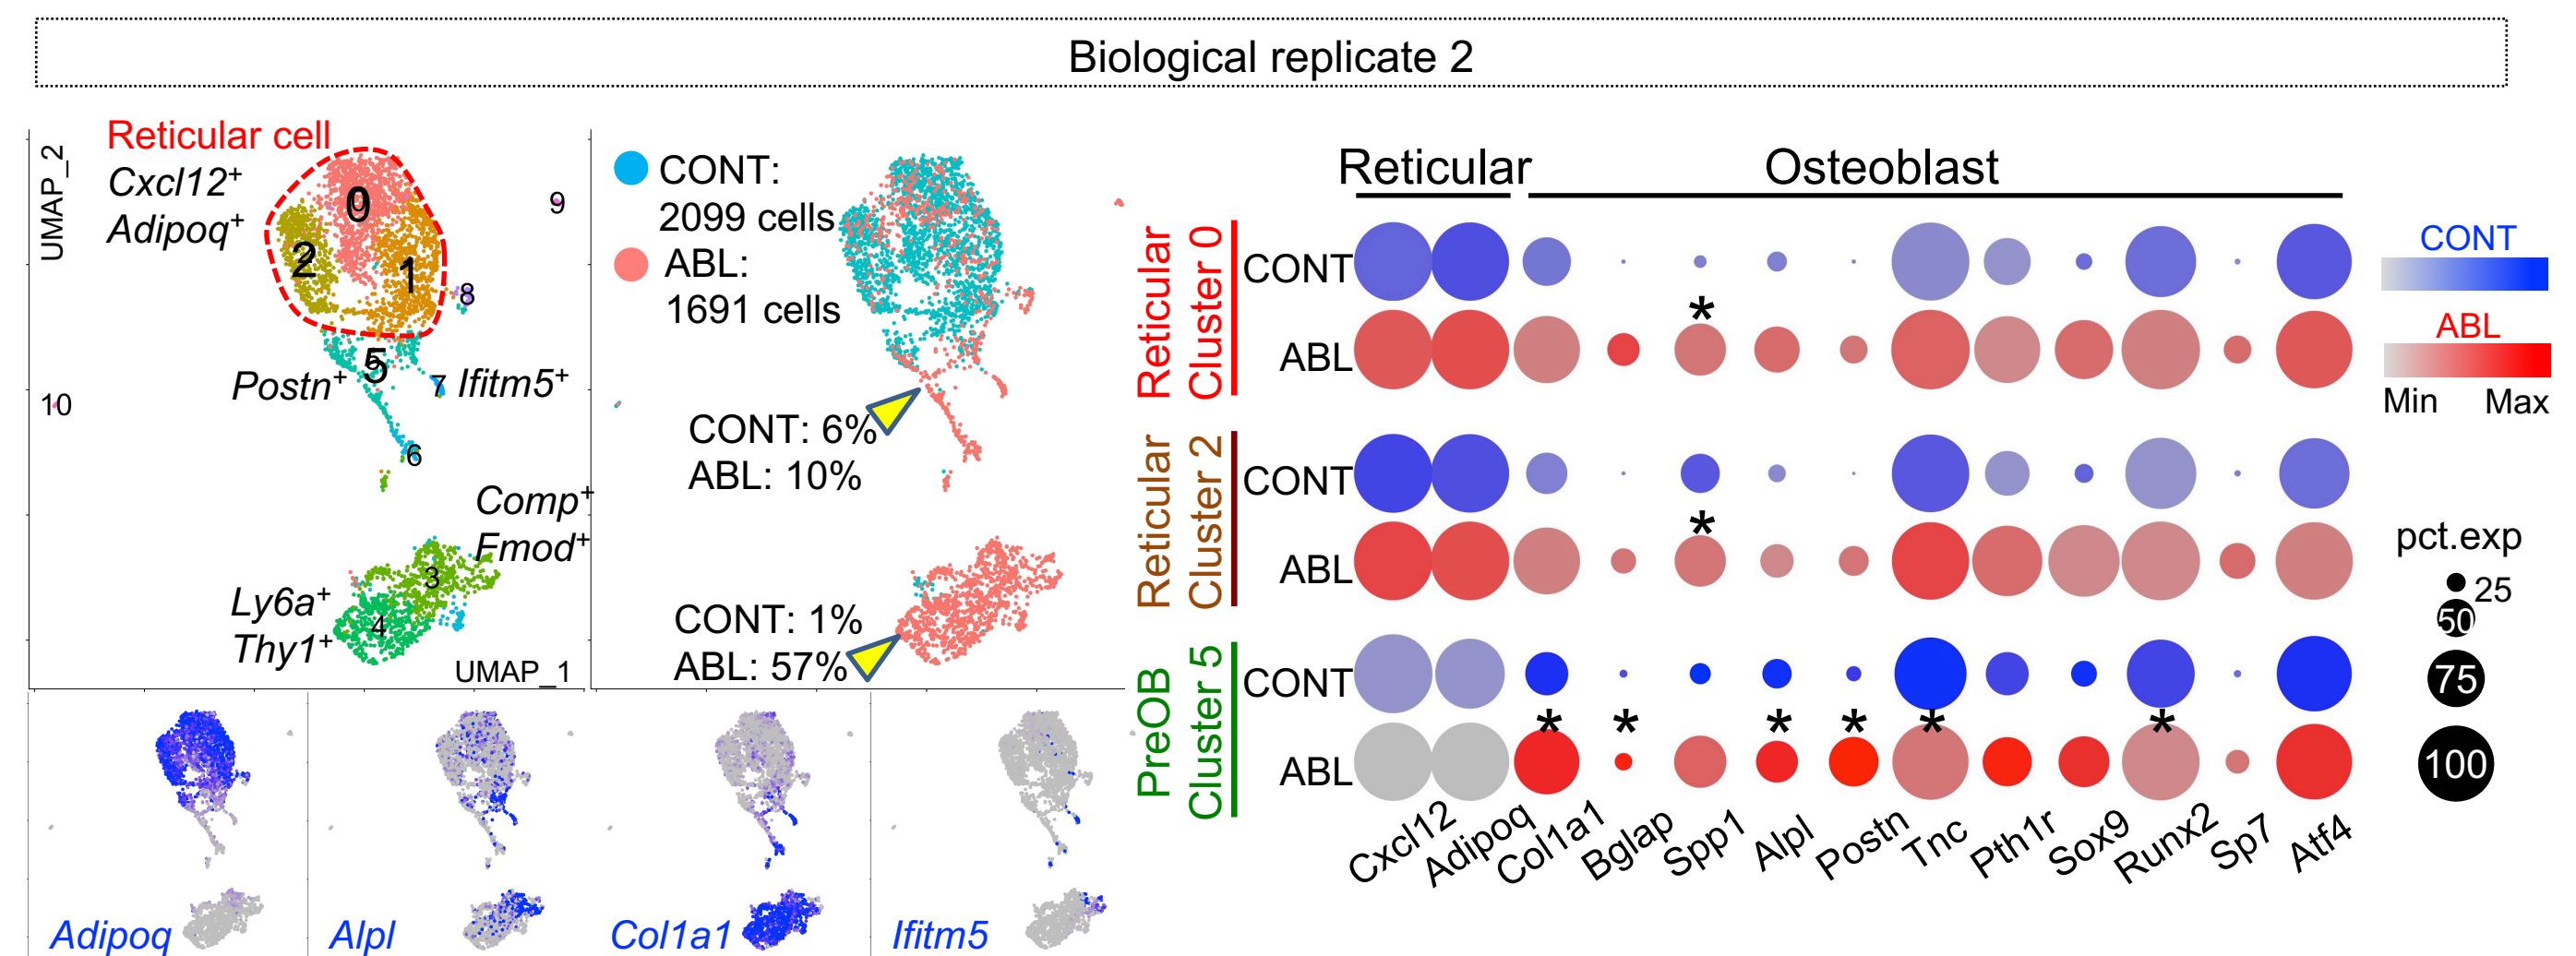 Biological replicate 2
UMAP_2
Reticular cell
Cxcl12+
Adipoq+
0
1
2
9
8
5
Postn+
7
Ifitm5+
10
6
Comp+
Fmod+
3
Ly6a+
4
Thy1+
UMAP_1
CONT:
2099 cells
ABL:
1691 cells
CONT: 6%
ABL: 10%
CONT: 1%
ABL: 57%
Adipoq
Alpl
Col1a1
Ifitm5
Reticular
Osteoblast
Reticular
Cluster 0
CONT
*
ABL
Reticular
Cluster 2
CONT
*
ABL
PreOB
Cluster 5
CONT
* * * * * *
ABL
Cxcl12
Adipoq
Col1a1
Bglap
Spp1
Alpl
Postn
Tnc
Pth1r
Sox9
Runx2
Sp7
Atf4
CONT
ABL
Min Max
pct.exp
25
50
75
100